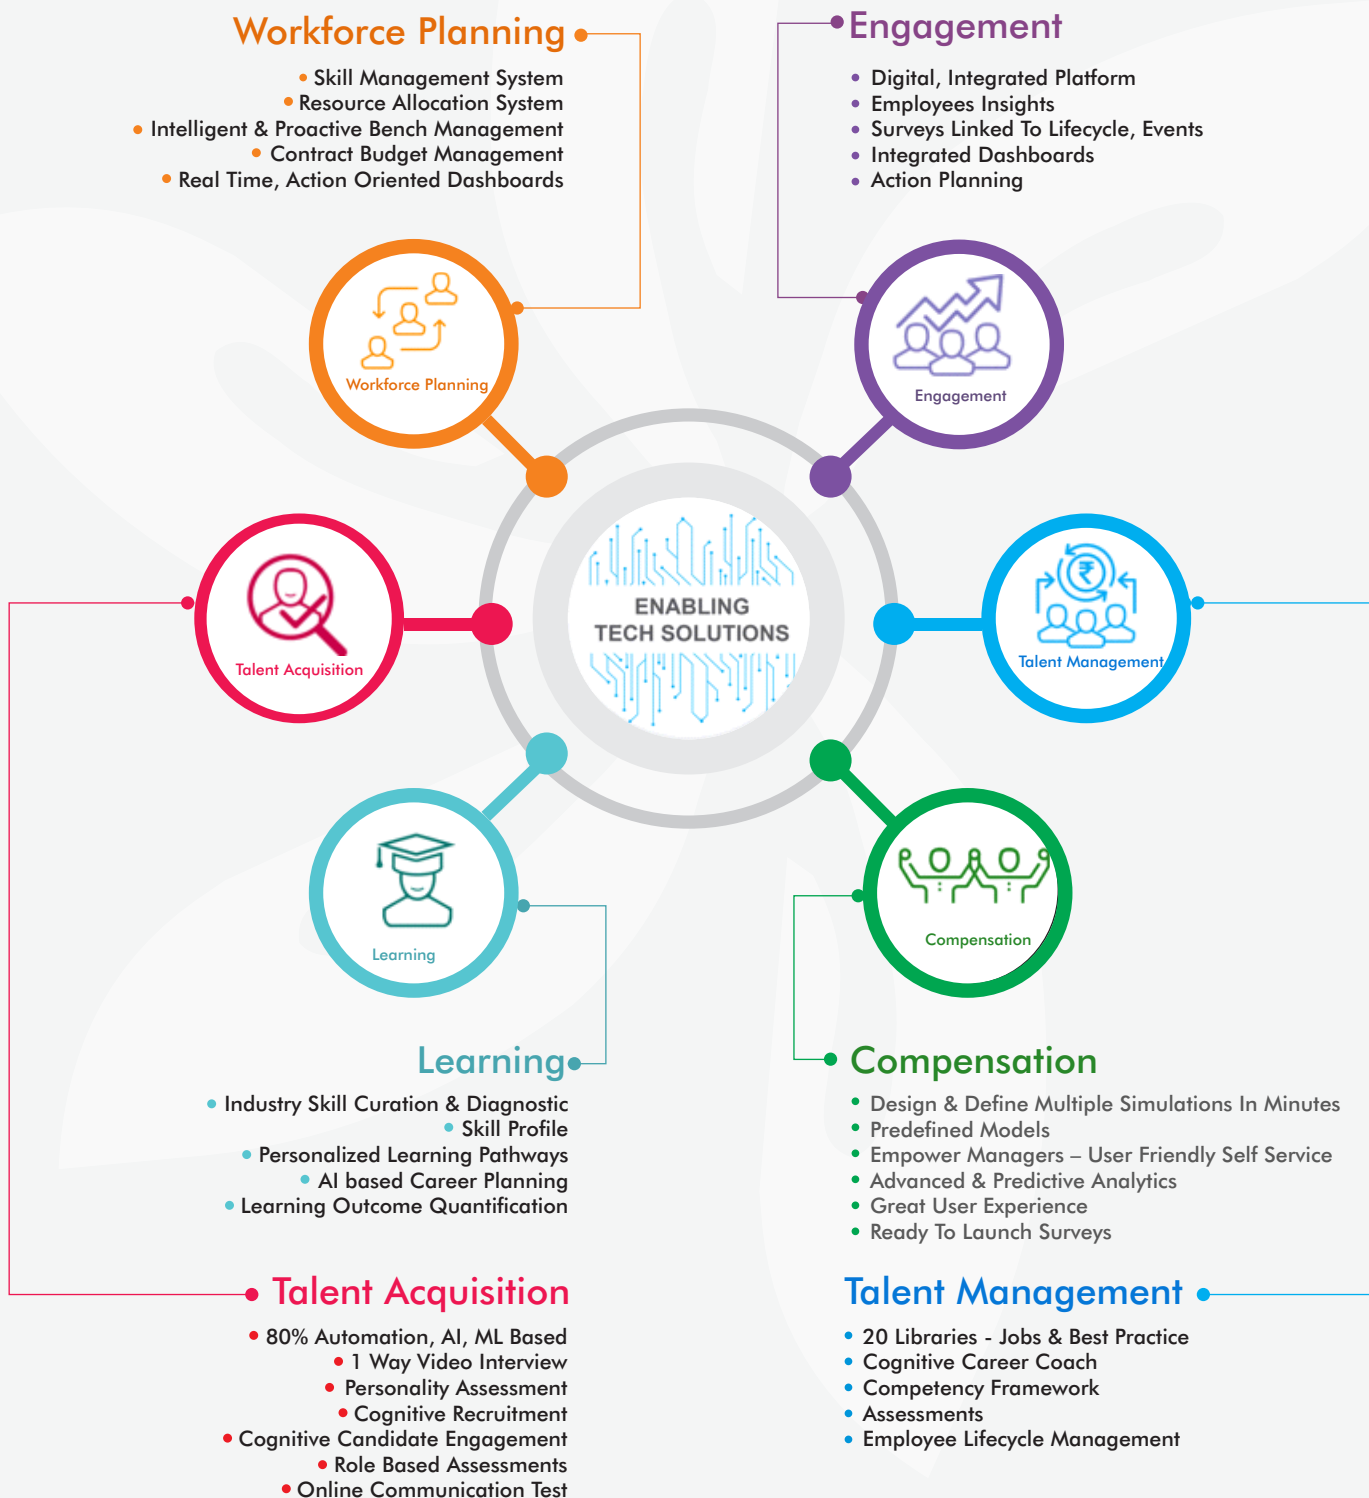 Workforce Planning
Skill Management System
Resource Allocation System
Intelligent & Proactive Bench Management
Contract Budget Management
Real Time, Action Oriented Dashboards
Engagement
Digital, Integrated Platform
Employees Insights
Surveys Linked To Lifecycle, Events
Integrated Dashboards
Action Planning
Workforce Planning
Engagement
Talent Acquisition
ENABLING
TECH SOLUTIONS
Talent Management
Learning
Compensation
Learning
Industry Skill Curation & Diagnostic
Skill Profile
Personalized Learning Pathways
AI based Career Planning
Learning Outcome Quantification
Compensation
Design & Define Multiple Simulations In Minutes
Predefined Models
Empower Managers – User Friendly Self Service
Advanced & Predictive Analytics
Great User Experience
Ready To Launch Surveys
Talent Acquisition
80% Automation, AI, ML Based
1 Way Video Interview
Personality Assessment
Cognitive Recruitment
Cognitive Candidate Engagement
Role Based Assessments
Online Communication Test
Talent Management
20 Libraries - Jobs & Best Practice
Cognitive Career Coach
Competency Framework
Assessments
Employee Lifecycle Management